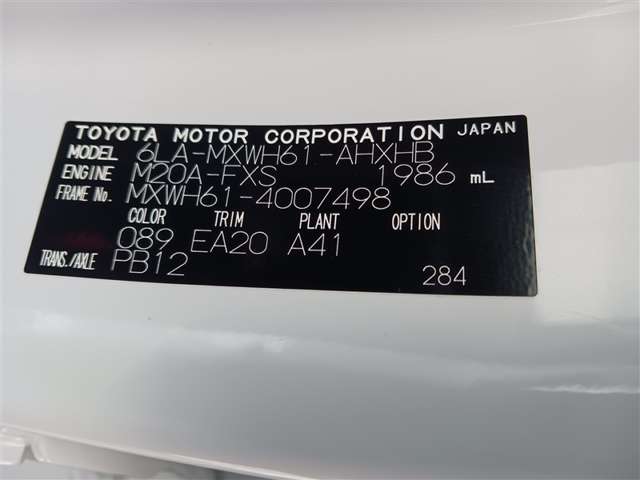 TOYOTA MOTOR CORPORATION JAPAN
MODEL 6LA-MXWH61-AHXHB
ENGINE M20A-FXS 1986 mL
FRAME No. MXWH61-4007498
COLOR TRIM PLANT OPTION
089 EA20 A41
TRANS./AXLE PB12
284